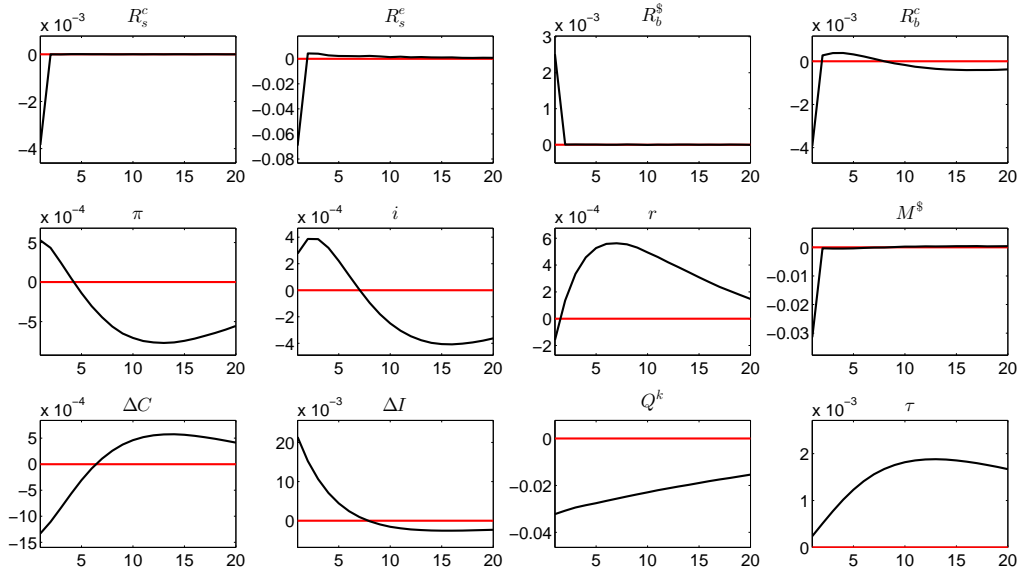 $R_s^c$ $R_s^e$ $R_b^\$$ $R_b^c$
x 10^{-3} x 10^{-3}
0 −2 −4 5 10 15 20
0 −0.02 −0.04 −0.06 −0.08 5 10 15 20
3 2 1 0 5 10 15 20
0 −2 −4 5 10 15 20
$\pi$ $i$ $r$ $M^\$$
x 10^{-4} x 10^{-4} x 10^{-4}
5 0 −5 5 10 15 20
4 2 0 −2 −4 5 10 15 20
6 4 2 0 −2 5 10 15 20
0 −0.01 −0.02 −0.03 5 10 15 20
$\Delta C$ $\Delta I$ $Q^k$ $\tau$
x 10^{-4} x 10^{-3} x 10^{-3}
5 0 −5 −10 −15 5 10 15 20
20 10 0 5 10 15 20
0 −0.02 −0.04 5 10 15 20
2 1 0 5 10 15 20